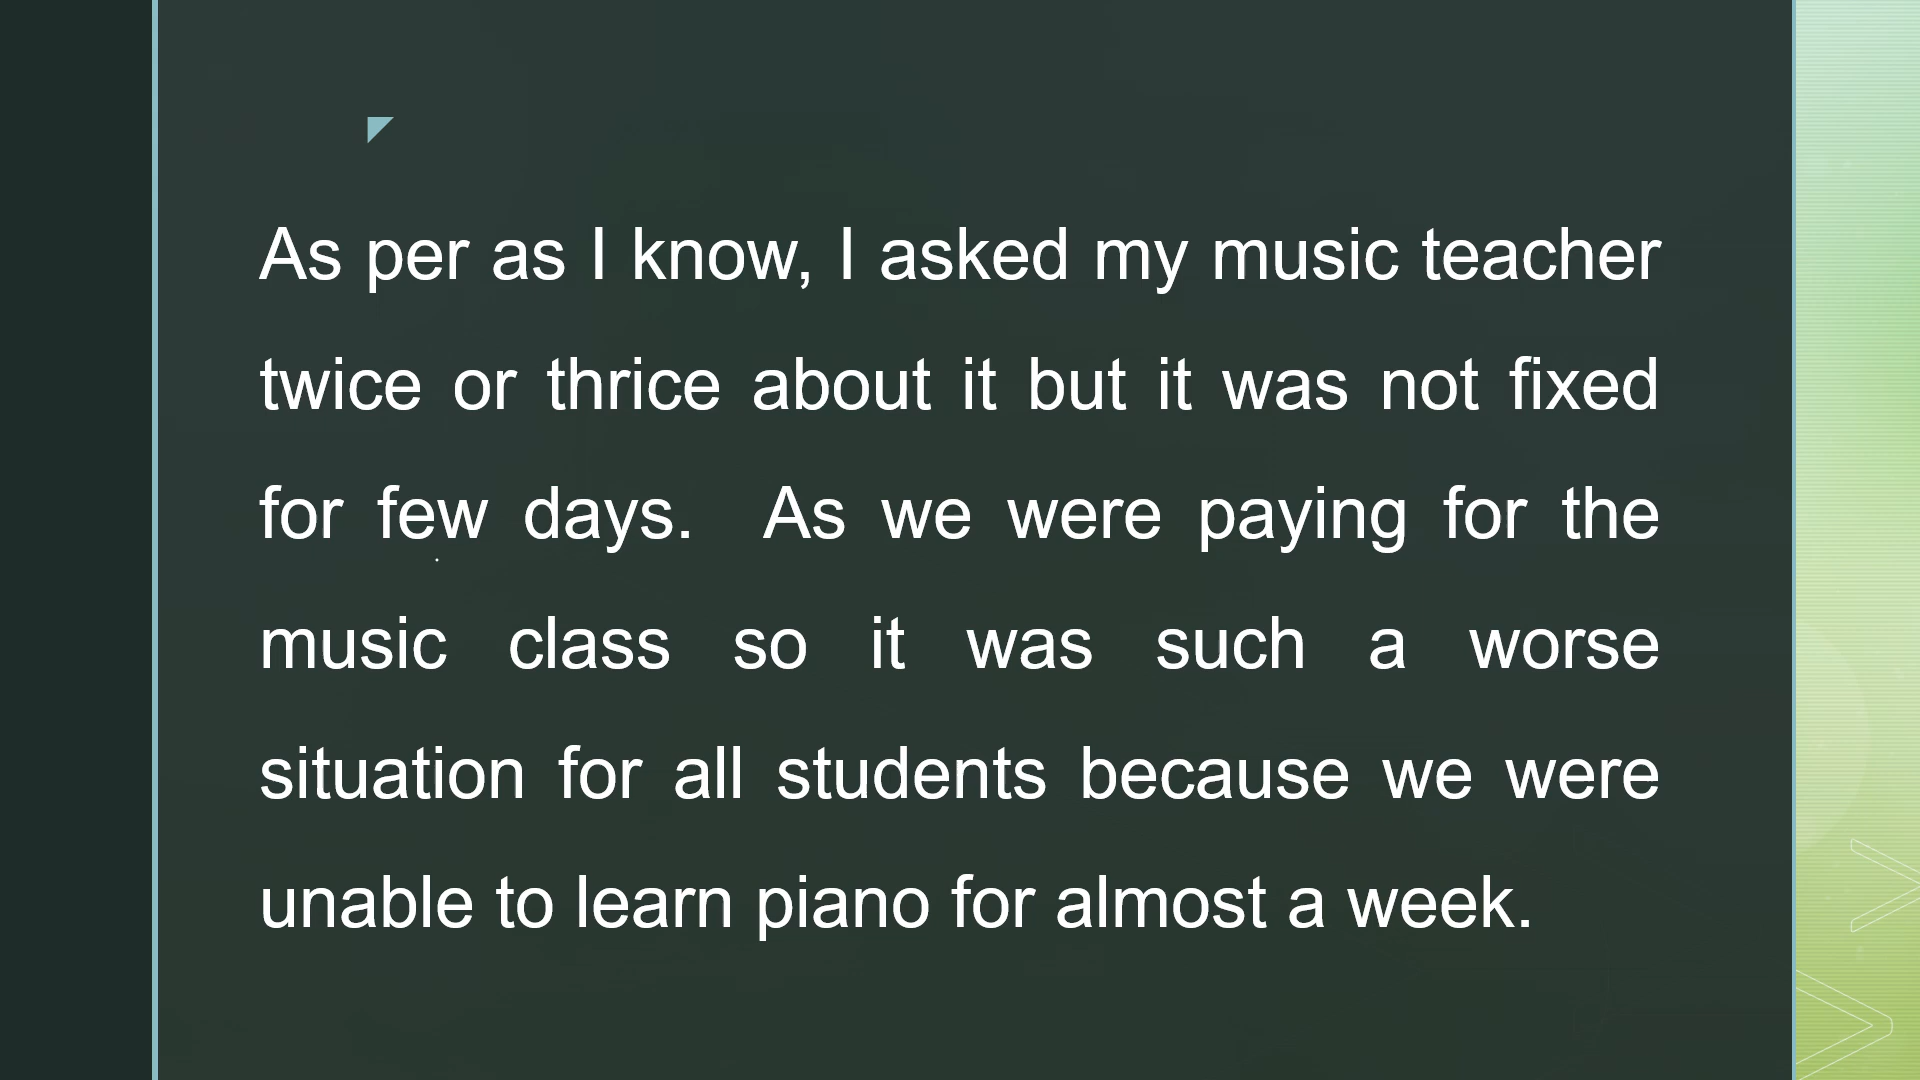 As per as I know, I asked my music teacher
twice or thrice about it but it was not fixed
for few days.  As we were paying for the
music class so it was such a worse
situation for all students because we were
unable to learn piano for almost a week.